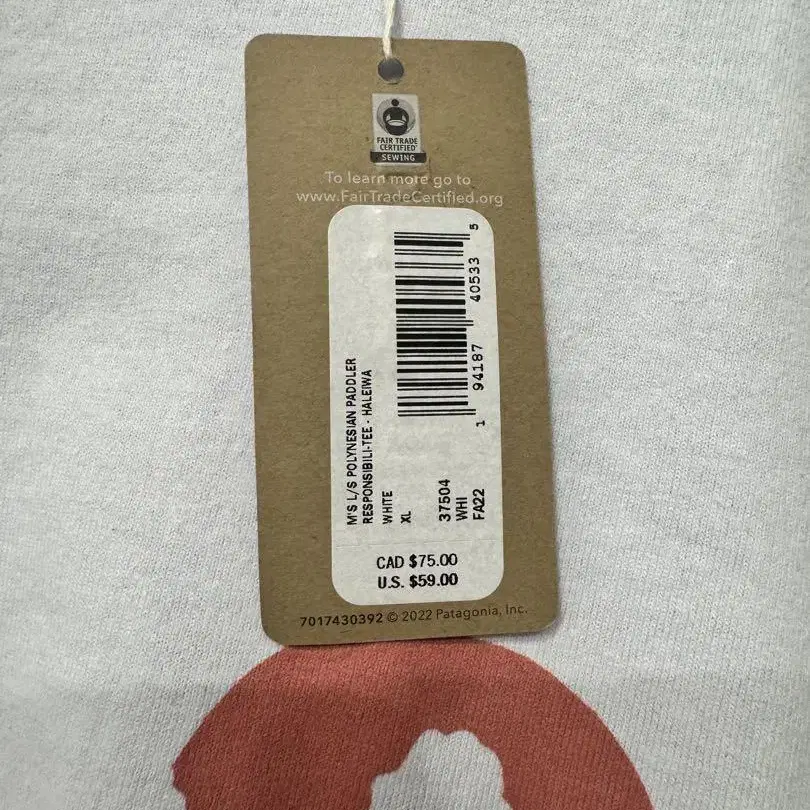 FAIR TRADE
CERTIFIED
SEWING
To learn more go to
www.FairTradeCertified.org
1 94187 40533 5
M'S L/S POLYNESIAN PADDLER
RESPONSIBILI-TEE - HALEIWA
WHITE
XL
37504
WHI
FA22
CAD $75.00
U.S. $59.00
7017430392 © 2022 Patagonia, Inc.